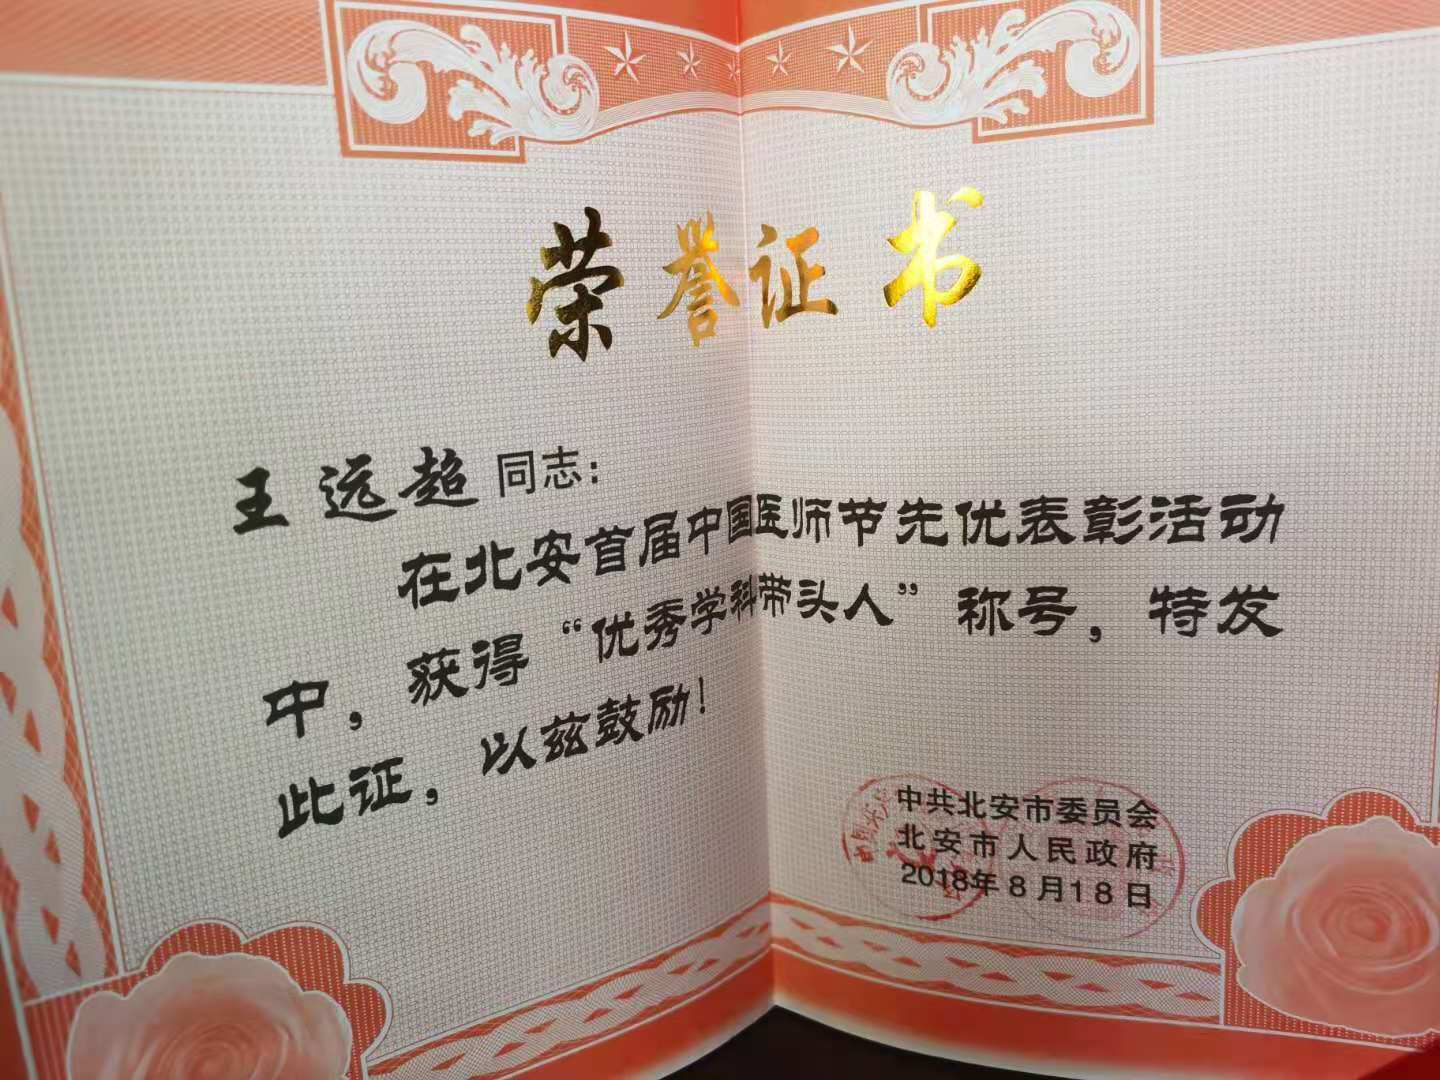 荣誉证书
王远超同志：
在北安首届中国医师节先优表彰活动
中，获得“优秀学科带头人”称号，特发
此证，以兹鼓励！
中共北安市委员会
北安市人民政府
2018年8月18日